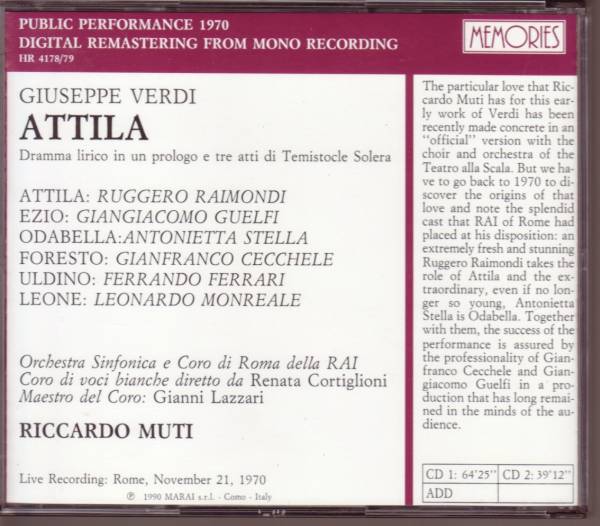 PUBLIC PERFORMANCE 1970
DIGITAL REMASTERING FROM MONO RECORDING
HR 4178/79
MEMORIES
GIUSEPPE VERDI
ATTILA
Dramma lirico in un prologo e tre atti di Temistocle Solera
ATTILA: RUGGERO RAIMONDI
EZIO: GIANGIACOMO GUELFI
ODABELLA:ANTONIETTA STELLA
FORESTO: GIANFRANCO CECCHELE
ULDINO: FERRANDO FERRARI
LEONE: LEONARDO MONREALE
Orchestra Sinfonica e Coro di Roma della RAI
Coro di voci bianche diretto da Renata Cortiglioni
Maestro del Coro: Gianni Lazzari
RICCARDO MUTI
Live Recording: Rome, November 21, 1970
℗ 1990 MARAI s.r.l. - Como - Italy
The particular love that Ric-
cardo Muti has for this ear-
ly work of Verdi has been
recently made concrete in an
"official" version with the
choir and orchestra of the
Teatro alla Scala. But we ha-
ve to go back to 1970 to di-
scover the origins of that
love and note the splendid
cast that RAI of Rome had
placed at his disposition: an
extremely fresh and stunning
Ruggero Raimondi takes the
role of Attila and the ex-
traordinary, even if no lon-
ger so young, Antonietta
Stella is Odabella. Together
with them, the success of the
performance is assured by
the professionality of Gian-
franco Cecchele and Gian-
giacomo Guelfi in a pro-
duction that has long remai-
ned in the minds of the au-
dience.
CD 1: 64'25" CD 2: 39'12"
ADD